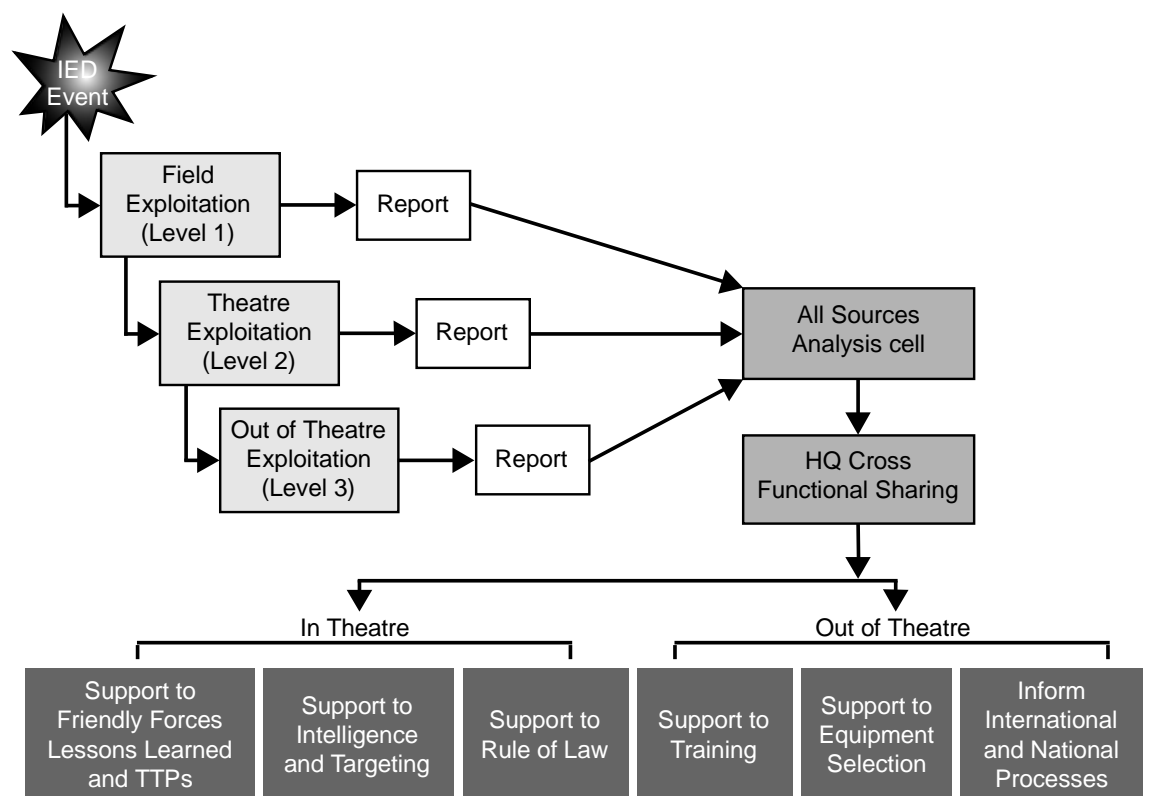 IED
Event
Field
Exploitation
(Level 1)
Report
Theatre
Exploitation
(Level 2)
Report
Out of Theatre
Exploitation
(Level 3)
Report
All Sources
Analysis cell
HQ Cross
Functional Sharing
In Theatre
Out of Theatre
Support to
Friendly Forces
Lessons Learned
and TTPs
Support to
Intelligence
and Targeting
Support to
Rule of Law
Support to
Training
Support to
Equipment
Selection
Inform
International
and National
Processes